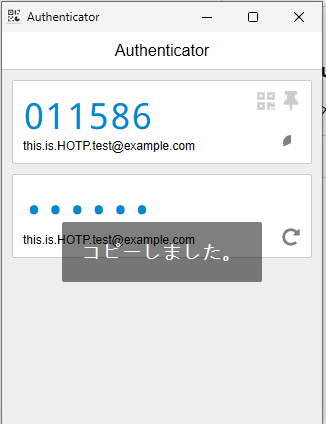 Authenticator
Authenticator
011586
this.is.HOTP.test@example.com
••••••
this.is.HOTP.test@example.com
コピーしました。